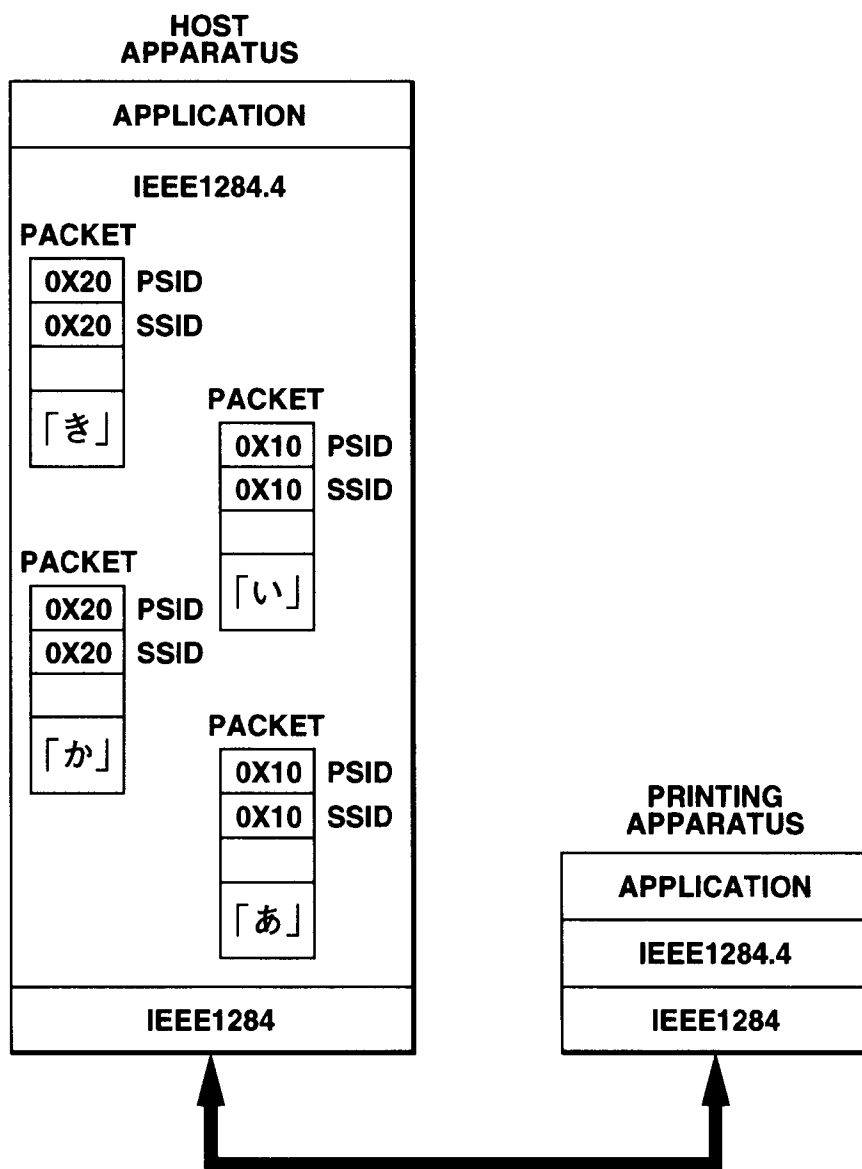 HOST
APPARATUS
APPLICATION
IEEE1284.4
PACKET
0X20 PSID
0X20 SSID
「き」
PACKET
0X10 PSID
0X10 SSID
「い」
PACKET
0X20 PSID
0X20 SSID
「か」
PACKET
0X10 PSID
0X10 SSID
「あ」
IEEE1284
PRINTING
APPARATUS
APPLICATION
IEEE1284.4
IEEE1284